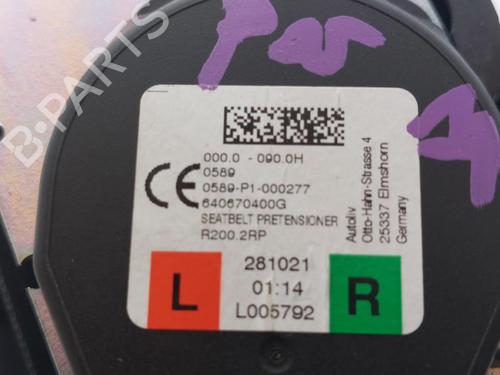 B-PARTS
000.0 - 090.0H
0589
CE
0589-P1-000277
640670400G
SEATBELT PRETENSIONER
R200.2RP
Autoliv
Otto-Hahn-Strasse 4
25337 Elmshorn
Germany
L
281021
01:14
L005792
R